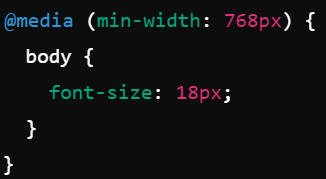 @media (min-width: 768px) {
  body {
    font-size: 18px;
  }
}